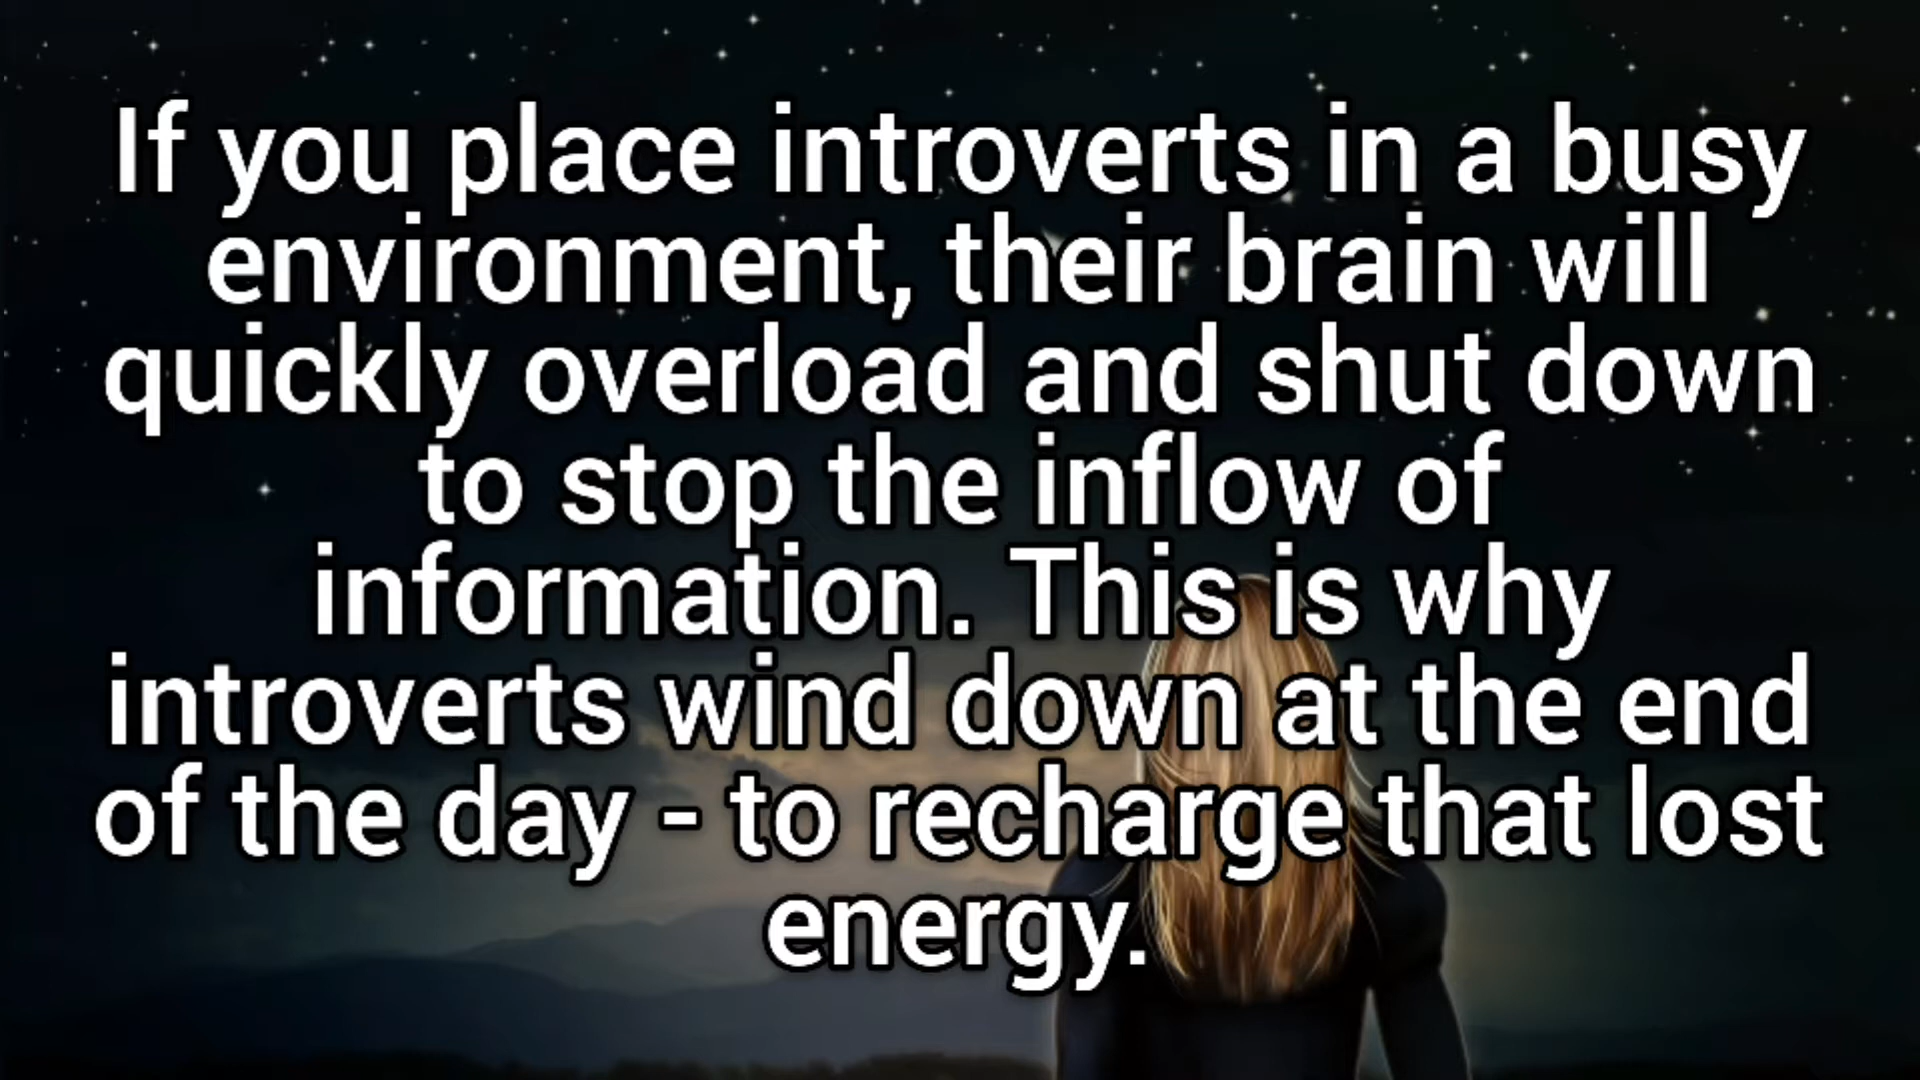 If you place introverts in a busy
environment, their brain will
quickly overload and shut down
to stop the inflow of
information. This is why
introverts wind down at the end
of the day - to recharge that lost
energy.